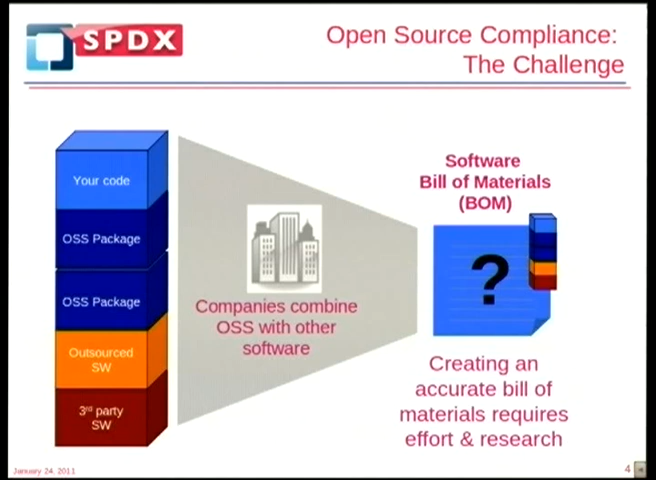 SPDX
Open Source Compliance:
The Challenge
Your code
OSS Package
OSS Package
Outsourced
SW
3rd party
SW
Companies combine
OSS with other
software
Software
Bill of Materials
(BOM)
?
Creating an
accurate bill of
materials requires
effort & research
January 24, 2011
4